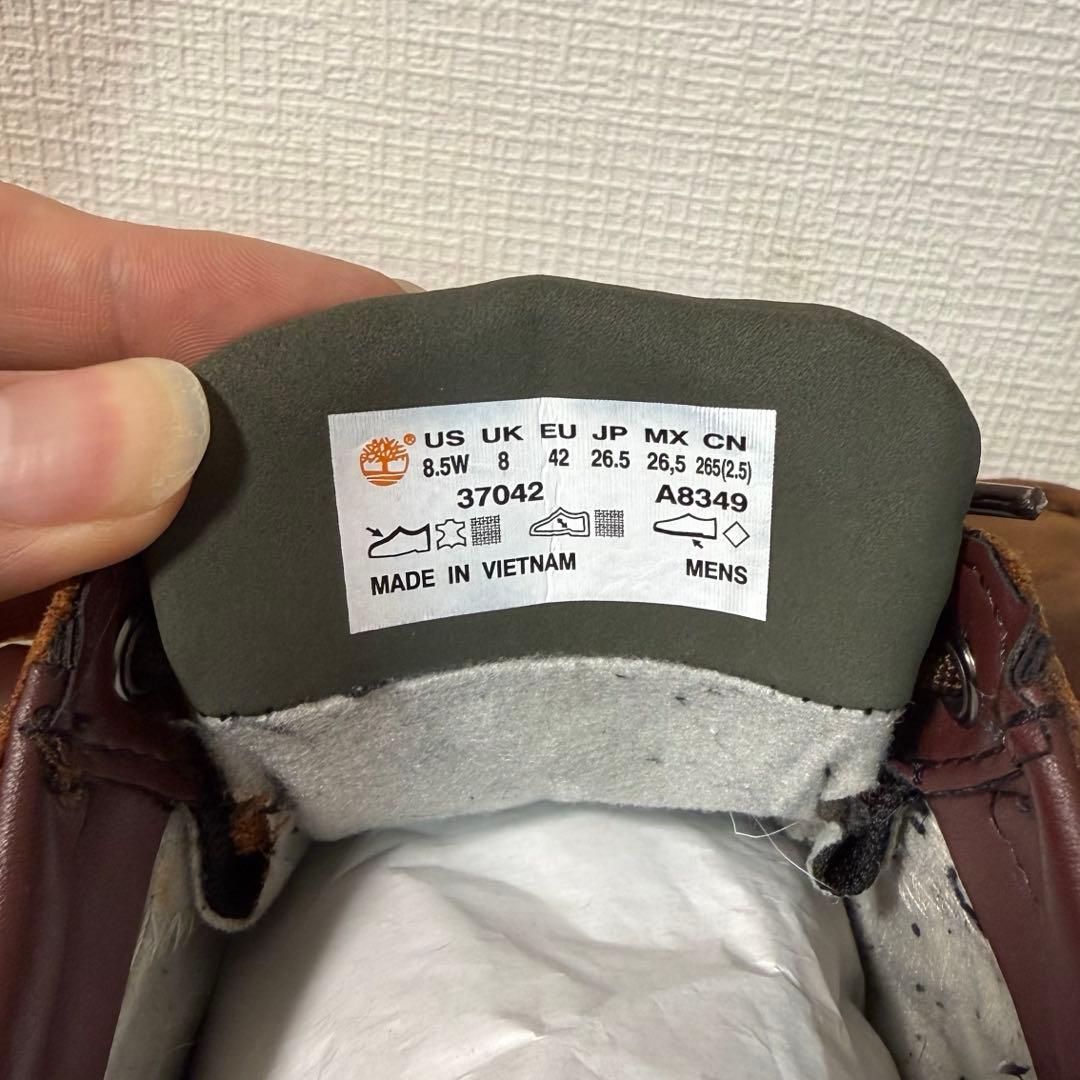 ® US UK EU JP MX CN
8.5W 8 42 26.5 26,5 265(2.5)
37042 A8349
MADE IN VIETNAM MENS